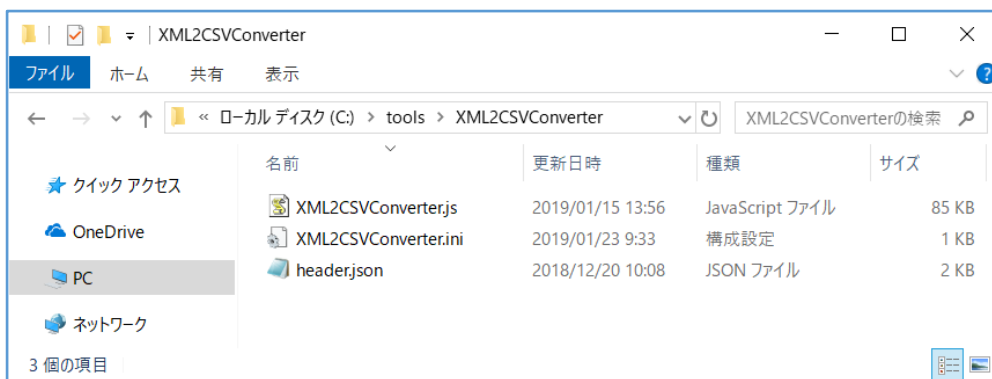 XML2CSVConverter
ファイル ホーム 共有 表示 ?
« ローカル ディスク (C:) > tools > XML2CSVConverter XML2CSVConverterの検索
名前 更新日時 種類 サイズ
クイック アクセス
OneDrive
PC
ネットワーク
XML2CSVConverter.js 2019/01/15 13:56 JavaScript ファイル 85 KB
XML2CSVConverter.ini 2019/01/23 9:33 構成設定 1 KB
header.json 2018/12/20 10:08 JSON ファイル 2 KB
3 個の項目